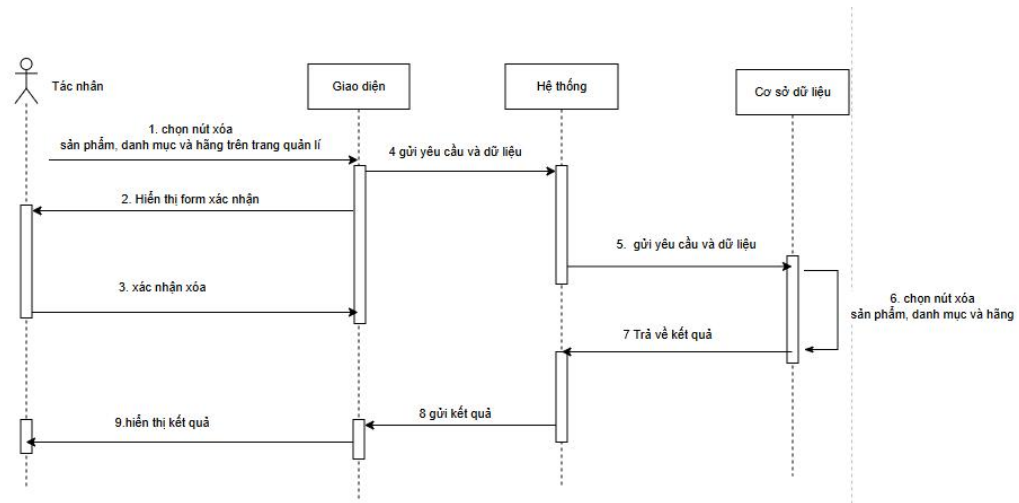 Tác nhân
Giao diện
Hệ thống
Cơ sở dữ liệu
1. chọn nút xóa
sản phẩm, danh mục và hãng trên trang quản lí
4 gửi yêu cầu và dữ liệu
2. Hiển thị form xác nhận
5. gửi yêu cầu và dữ liệu
3. xác nhận xóa
6. chọn nút xóa
sản phẩm, danh mục và hãng
7 Trả về kết quả
8 gửi kết quả
9.hiển thị kết quả